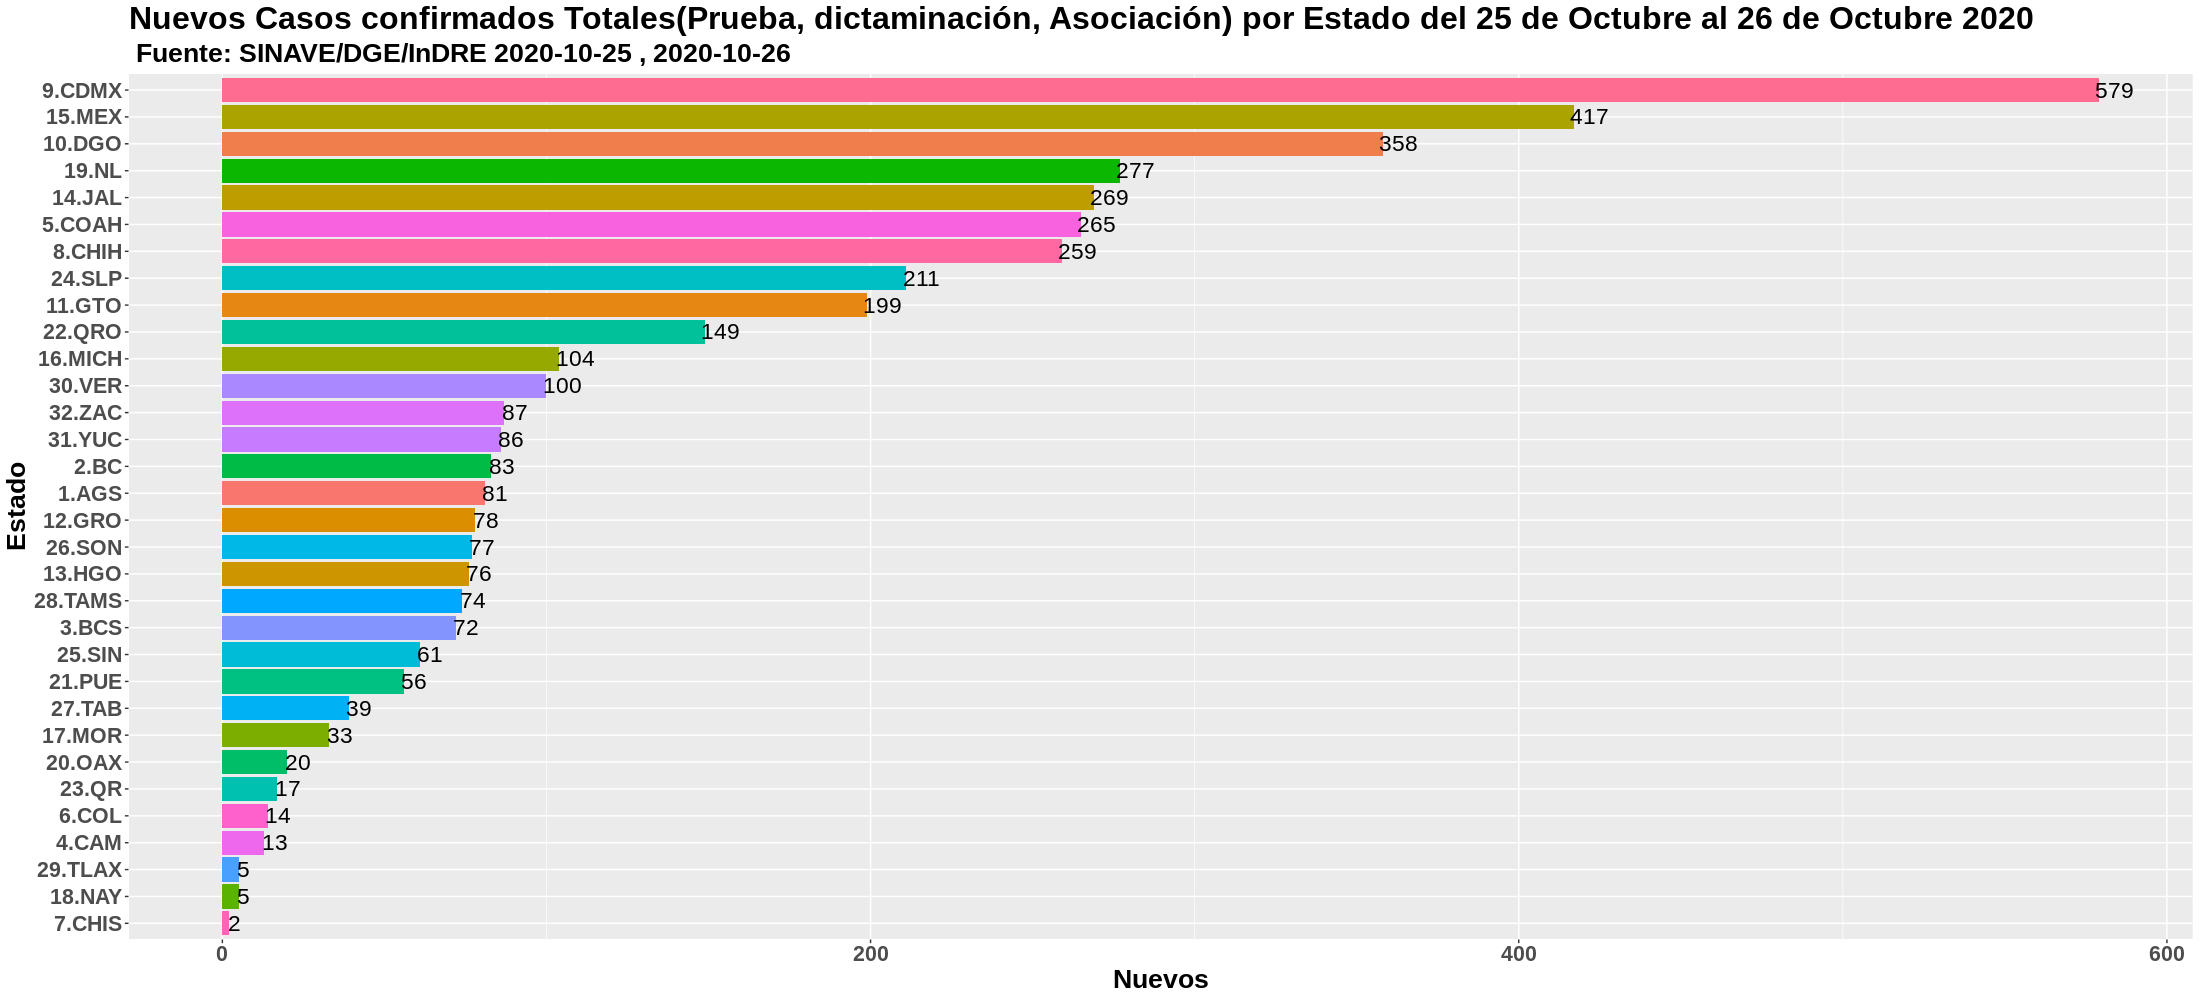 Nuevos Casos confirmados Totales(Prueba, dictaminación, Asociación) por Estado del 25 de Octubre al 26 de Octubre 2020
Fuente: SINAVE/DGE/InDRE 2020-10-25 , 2020-10-26
Estado
9.CDMX 579
15.MEX 417
10.DGO 358
19.NL 277
14.JAL 269
5.COAH 265
8.CHIH 259
24.SLP 211
11.GTO 199
22.QRO 149
16.MICH 104
30.VER 100
32.ZAC 87
31.YUC 86
2.BC 83
1.AGS 81
12.GRO 78
26.SON 77
13.HGO 76
28.TAMS 74
3.BCS 72
25.SIN 61
21.PUE 56
27.TAB 39
17.MOR 33
20.OAX 20
23.QR 17
6.COL 14
4.CAM 13
29.TLAX 5
18.NAY 5
7.CHIS 2
0 200 400 600
Nuevos